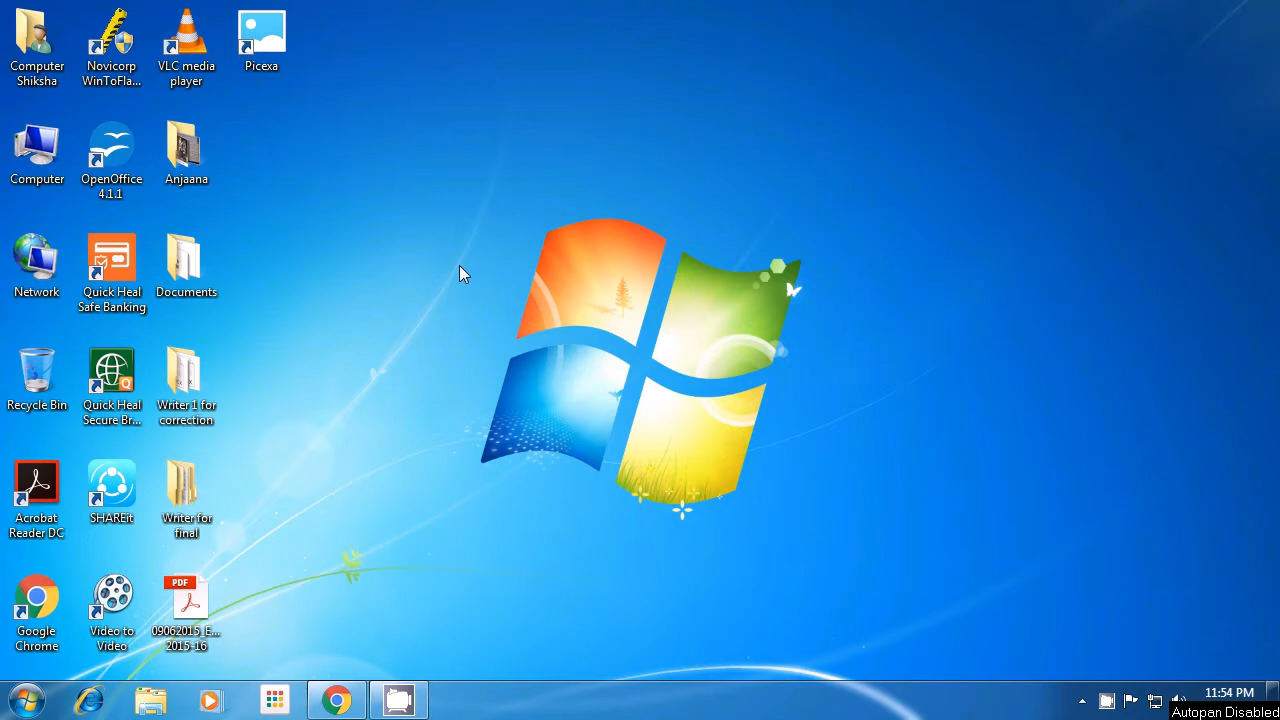 Computer
Shiksha
Novicorp
WinToFla...
VLC media
player
Picexa
Computer
OpenOffice
4.1.1
Anjaana
Network
Quick Heal
Safe Banking
Documents
Recycle Bin
Quick Heal
Secure Br...
Writer 1 for
correction
Acrobat
Reader DC
SHAREit
Writer for
final
Google
Chrome
Video to
Video
PDF
09062015_E...
2015-16
11:54 PM
Autopan Disabled